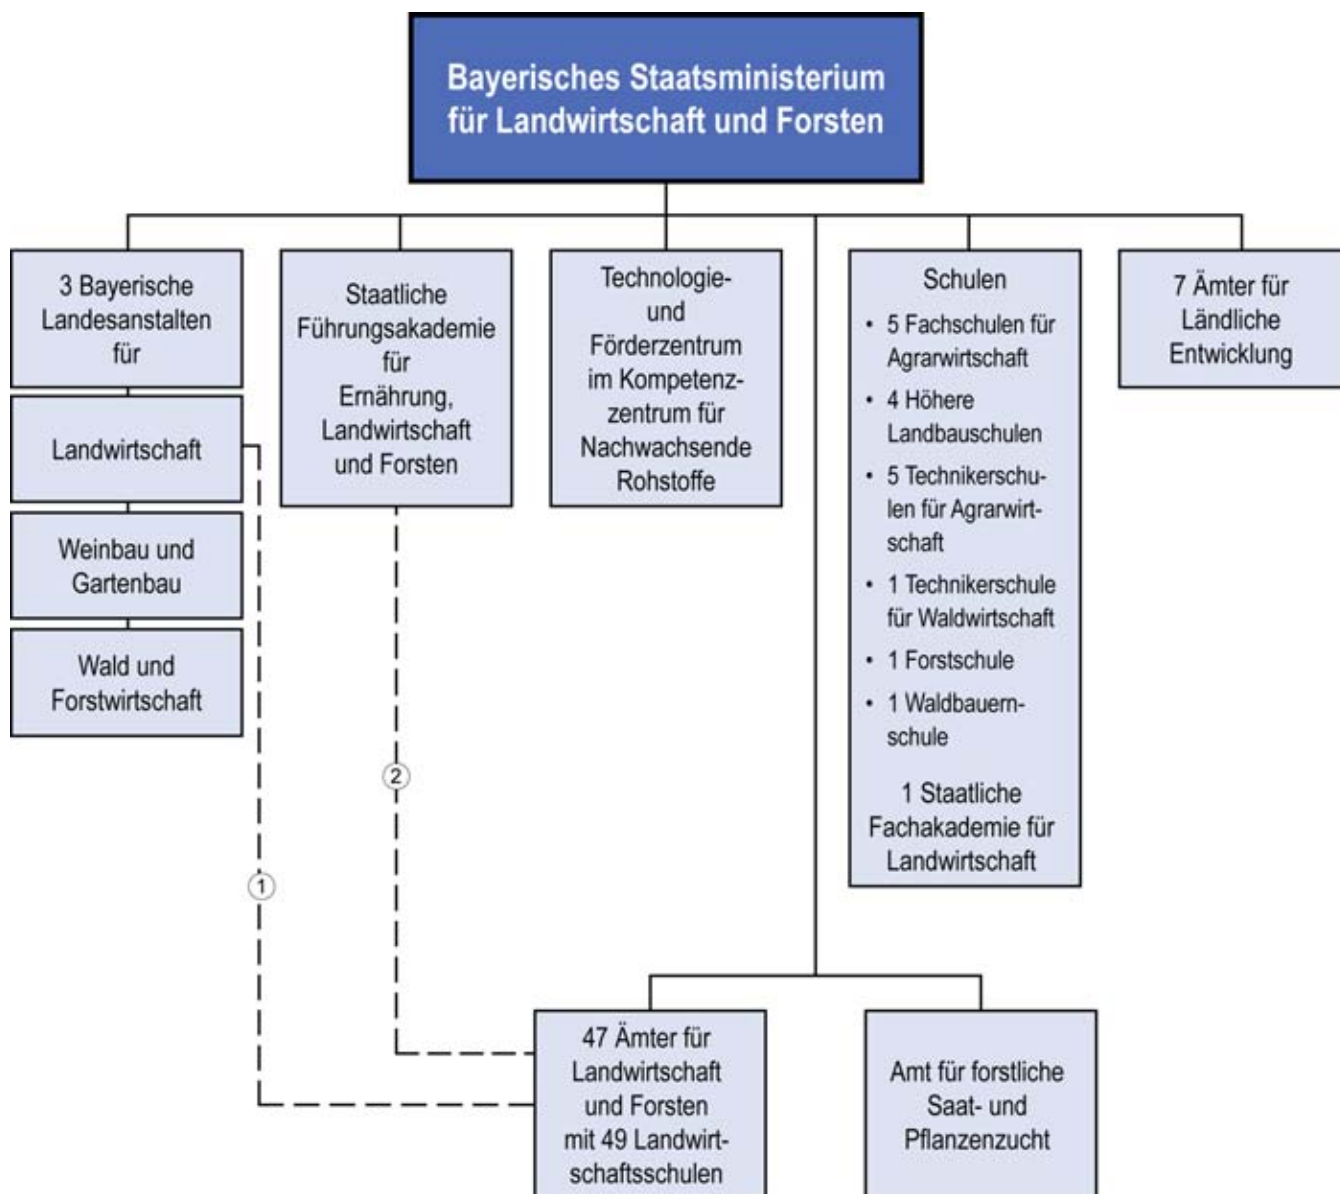 Bayerisches Staatsministerium
für Landwirtschaft und Forsten
3 Bayerische
Landesanstalten
für
Landwirtschaft
Weinbau und
Gartenbau
Wald und
Forstwirtschaft
Staatliche
Führungsakademie
für
Ernährung,
Landwirtschaft
und Forsten
Technologie-
und
Förderzentrum
im Kompetenz-
zentrum für
Nachwachsende
Rohstoffe
Schulen
• 5 Fachschulen für
Agrarwirtschaft
• 4 Höhere
Landbauschulen
• 5 Technikerschu-
len für Agrarwirt-
schaft
• 1 Technikerschule
für Waldwirtschaft
• 1 Forstschule
• 1 Waldbauern-
schule
1 Staatliche
Fachakademie für
Landwirtschaft
7 Ämter für
Ländliche
Entwicklung
2
1
47 Ämter für
Landwirtschaft
und Forsten
mit 49 Landwirt-
schaftsschulen
Amt für forstliche
Saat- und
Pflanzenzucht